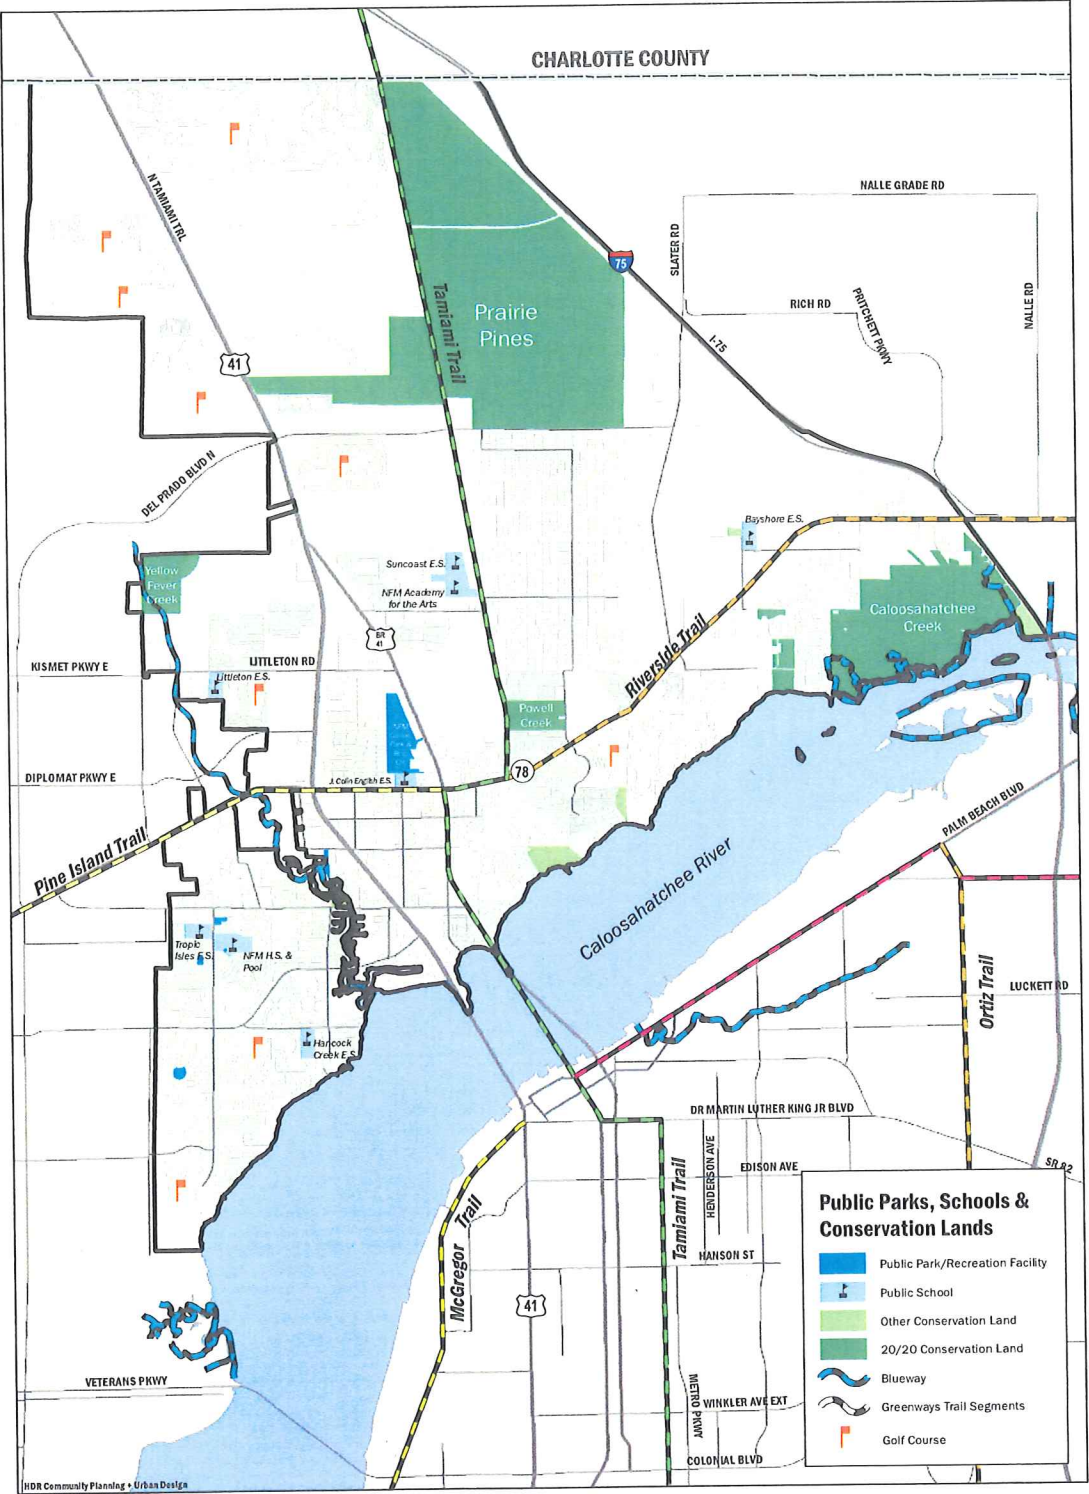 CHARLOTTE COUNTY
N TAMIAMI TRL
NALLE GRADE RD
SLATER RD
75
Tamiami Trail
Prairie
Pines
RICH RD
PRITCHETT PKWY
NALLE RD
I-75
41
DEL PRADO BLVD N
Bayshore E.S.
Suncoast E.S.
NFM Academy
for the Arts
Yellow
Fever
Creek
Caloosahatchee
Creek
BR
41
KISMET PKWY E
LITTLETON RD
Littleton E.S.
Riverside Trail
Powell
Creek
DIPLOMAT PKWY E
J. Colin English E.S.
78
Pine Island Trail
PALM BEACH BLVD
Caloosahatchee River
Tropic
Isles E.S.
NFM H.S. &
Pool
Ortiz Trail
LUCKETT RD
Hancock
Creek E.S.
DR MARTIN LUTHER KING JR BLVD
HENDERSON AVE
EDISON AVE
SR 82
Tamiami Trail
McGregor Trail
HANSON ST
41
VETERANS PKWY
METRO PKWY
WINKLER AVE EXT
COLONIAL BLVD
Public Parks, Schools &
Conservation Lands
Public Park/Recreation Facility
Public School
Other Conservation Land
20/20 Conservation Land
Blueway
Greenways Trail Segments
Golf Course
HDR Community Planning + Urban Design